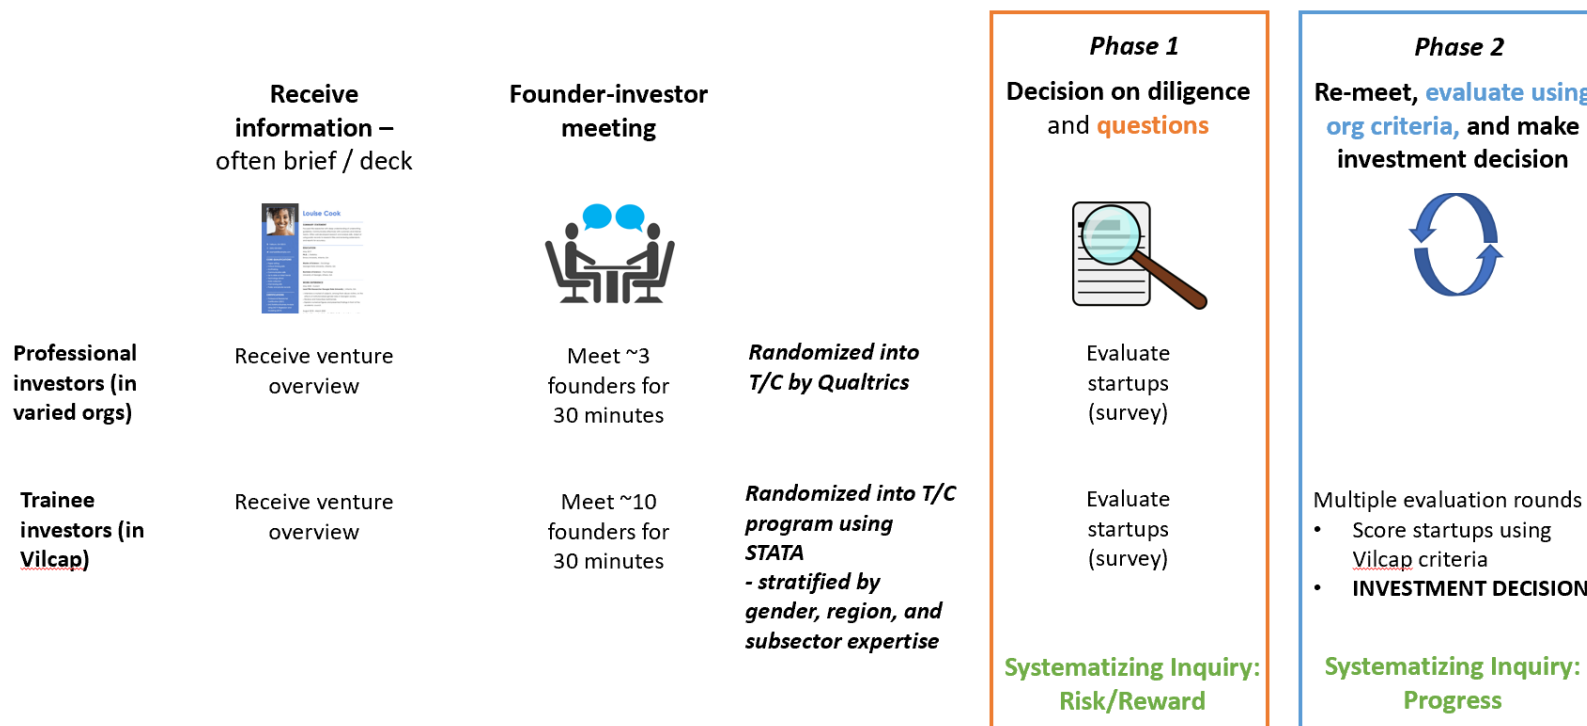 Phase 1
Phase 2
Receive
information –
often brief / deck
Founder-investor
meeting
Decision on diligence
and questions
Re-meet, evaluate using
org criteria, and make
investment decision
Louise Cook
Professional
investors (in
varied orgs)
Receive venture
overview
Meet ~3
founders for
30 minutes
Randomized into
T/C by Qualtrics
Evaluate
startups
(survey)
Trainee
investors (in
Vilcap)
Receive venture
overview
Meet ~10
founders for
30 minutes
Randomized into T/C
program using
STATA
- stratified by
gender, region, and
subsector expertise
Evaluate
startups
(survey)
Multiple evaluation rounds
• Score startups using
Vilcap criteria
• INVESTMENT DECISION
Systematizing Inquiry:
Risk/Reward
Systematizing Inquiry:
Progress